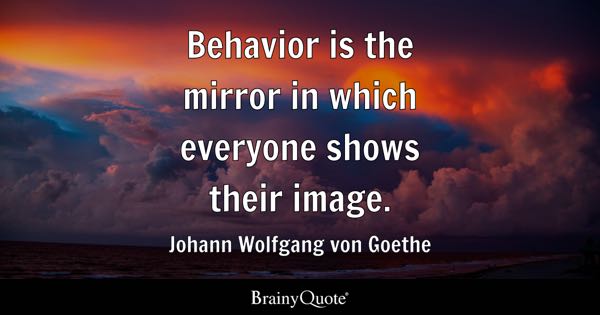 Behavior is the
mirror in which
everyone shows
their image.
Johann Wolfgang von Goethe
BrainyQuote®